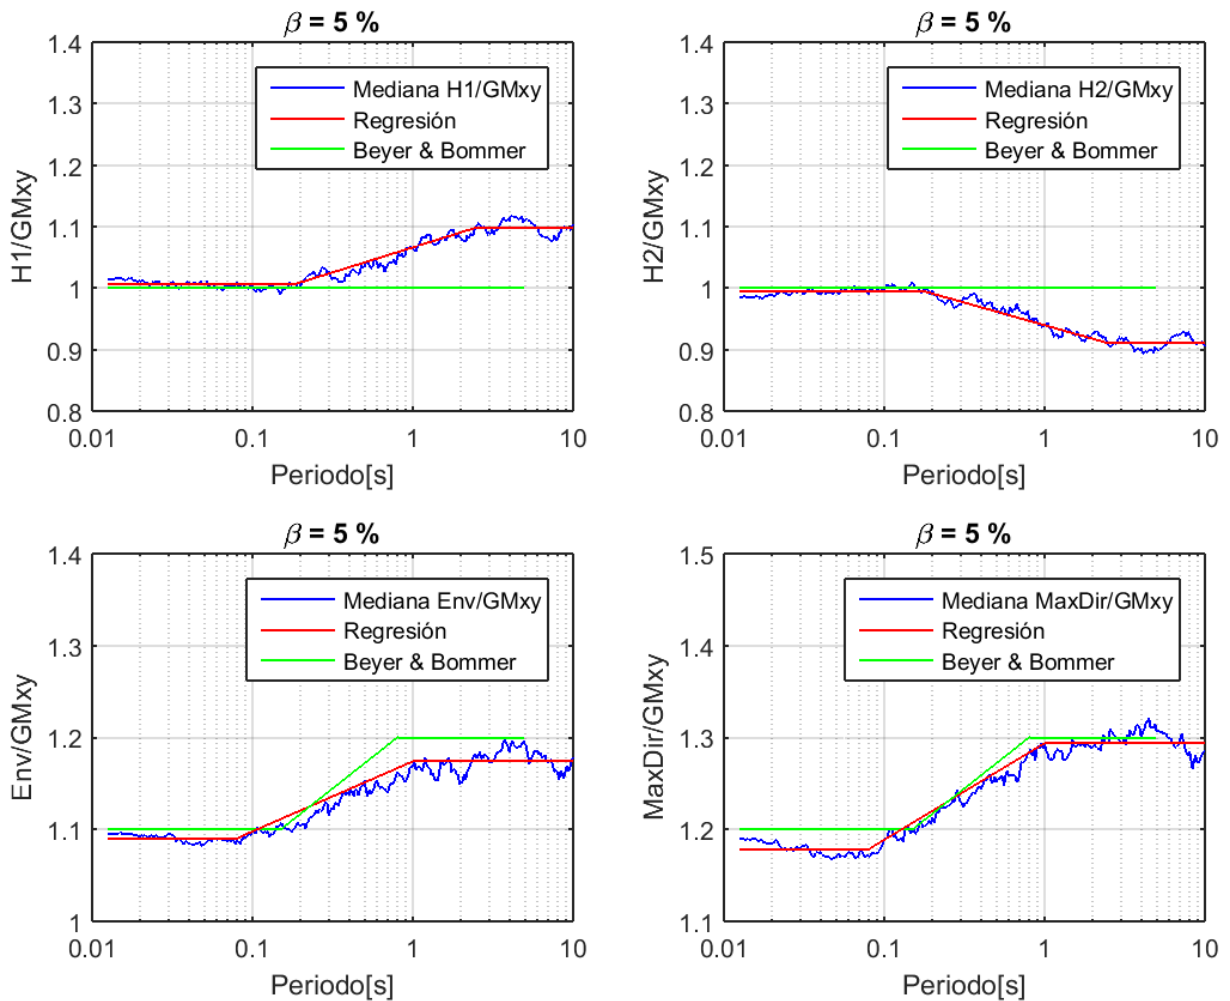 β = 5 %
1.4
1.3
1.2
1.1
1
0.9
0.8
H1/GMxy
Mediana H1/GMxy
Regresión
Beyer & Bommer
0.01 0.1 1 10
Periodo[s]
β = 5 %
1.4
1.3
1.2
1.1
1
0.9
0.8
H2/GMxy
Mediana H2/GMxy
Regresión
Beyer & Bommer
0.01 0.1 1 10
Periodo[s]
β = 5 %
1.4
1.3
1.2
1.1
1
Env/GMxy
Mediana Env/GMxy
Regresión
Beyer & Bommer
0.01 0.1 1 10
Periodo[s]
β = 5 %
1.5
1.4
1.3
1.2
1.1
MaxDir/GMxy
Mediana MaxDir/GMxy
Regresión
Beyer & Bommer
0.01 0.1 1 10
Periodo[s]